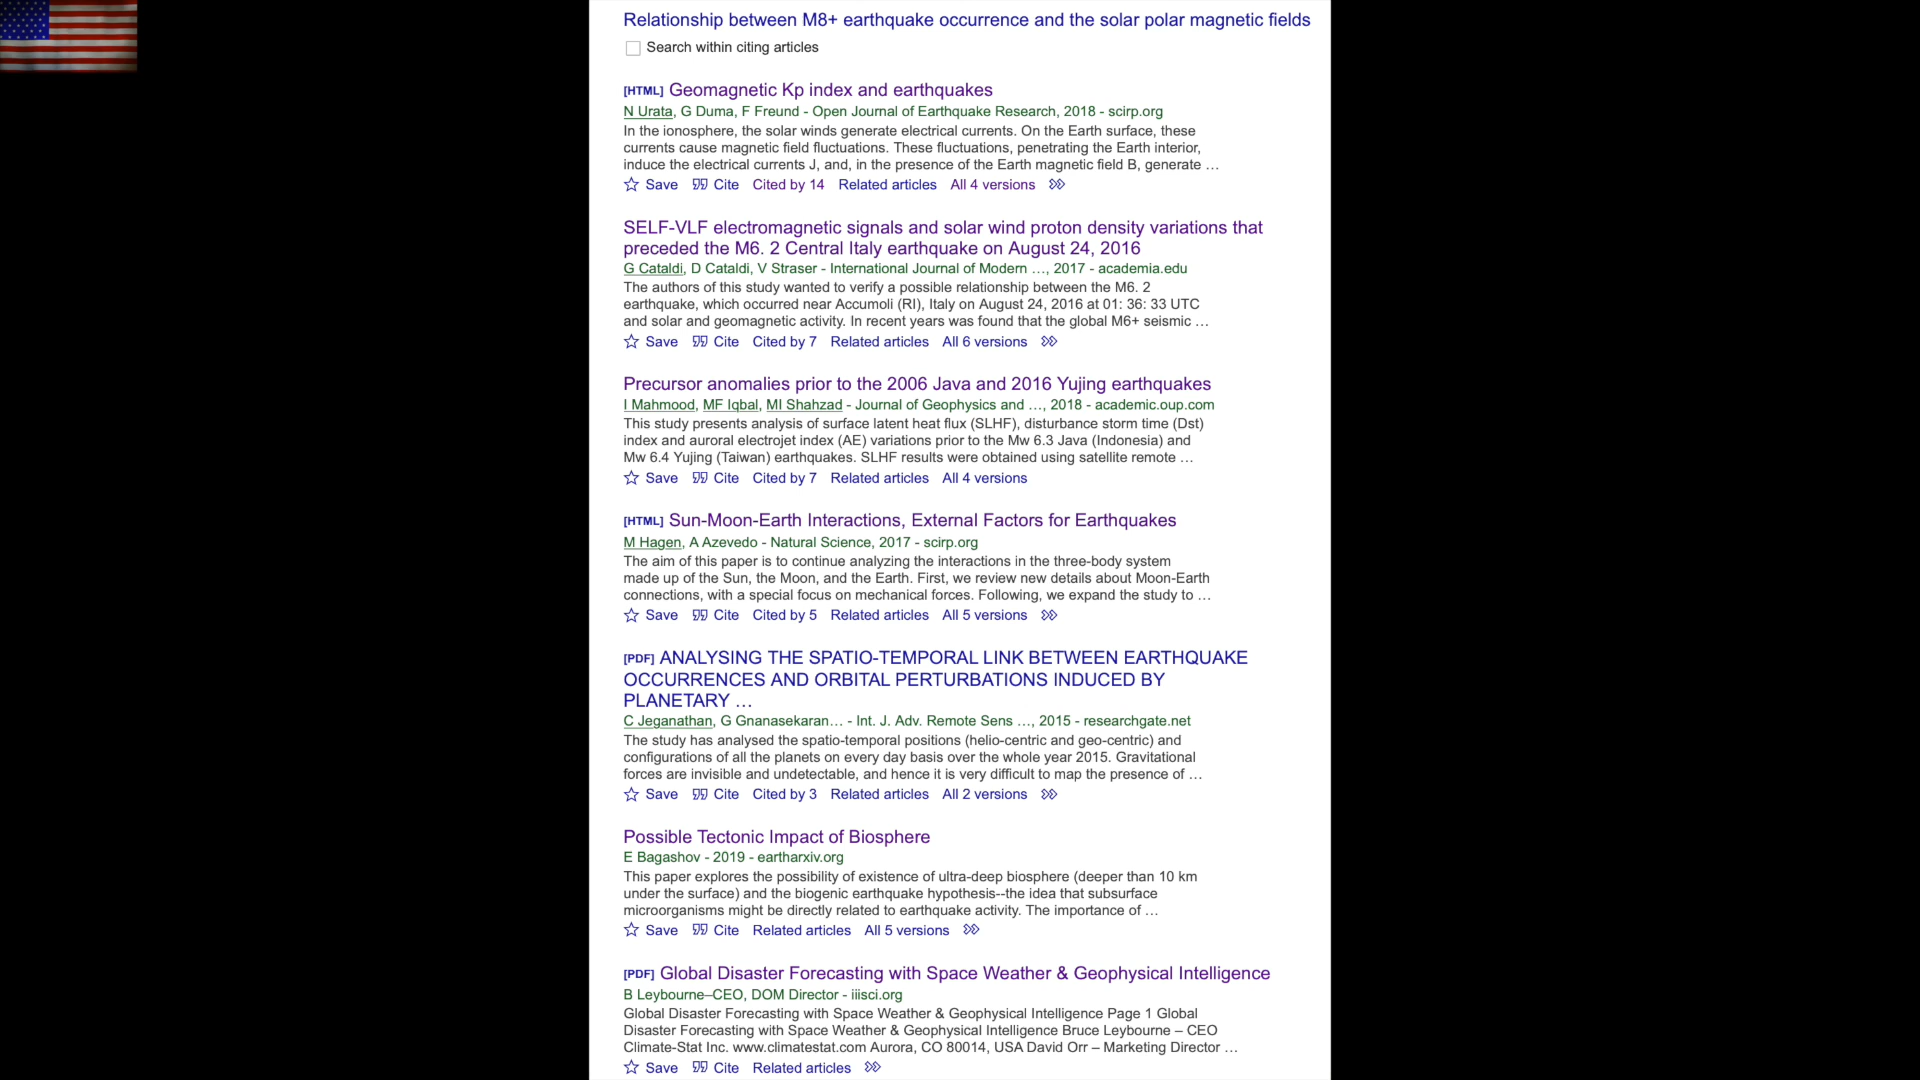 Relationship between M8+ earthquake occurrence and the solar polar magnetic fields
Search within citing articles
[HTML] Geomagnetic Kp index and earthquakes
N Urata, G Duma, F Freund - Open Journal of Earthquake Research, 2018 - scirp.org
In the ionosphere, the solar winds generate electrical currents. On the Earth surface, these
currents cause magnetic field fluctuations. These fluctuations, penetrating the Earth interior,
induce the electrical currents J, and, in the presence of the Earth magnetic field B, generate …
Save Cite Cited by 14 Related articles All 4 versions
SELF-VLF electromagnetic signals and solar wind proton density variations that
preceded the M6. 2 Central Italy earthquake on August 24, 2016
G Cataldi, D Cataldi, V Straser - International Journal of Modern …, 2017 - academia.edu
The authors of this study wanted to verify a possible relationship between the M6. 2
earthquake, which occurred near Accumoli (RI), Italy on August 24, 2016 at 01: 36: 33 UTC
and solar and geomagnetic activity. In recent years was found that the global M6+ seismic …
Save Cite Cited by 7 Related articles All 6 versions
Precursor anomalies prior to the 2006 Java and 2016 Yujing earthquakes
I Mahmood, MF Iqbal, MI Shahzad - Journal of Geophysics and …, 2018 - academic.oup.com
This study presents analysis of surface latent heat flux (SLHF), disturbance storm time (Dst)
index and auroral electrojet index (AE) variations prior to the Mw 6.3 Java (Indonesia) and
Mw 6.4 Yujing (Taiwan) earthquakes. SLHF results were obtained using satellite remote …
Save Cite Cited by 7 Related articles All 4 versions
[HTML] Sun-Moon-Earth Interactions, External Factors for Earthquakes
M Hagen, A Azevedo - Natural Science, 2017 - scirp.org
The aim of this paper is to continue analyzing the interactions in the three-body system
made up of the Sun, the Moon, and the Earth. First, we review new details about Moon-Earth
connections, with a special focus on mechanical forces. Following, we expand the study to …
Save Cite Cited by 5 Related articles All 5 versions
[PDF] ANALYSING THE SPATIO-TEMPORAL LINK BETWEEN EARTHQUAKE
OCCURRENCES AND ORBITAL PERTURBATIONS INDUCED BY
PLANETARY …
C Jeganathan, G Gnanasekaran… - Int. J. Adv. Remote Sens …, 2015 - researchgate.net
The study has analysed the spatio-temporal positions (helio-centric and geo-centric) and
configurations of all the planets on every day basis over the whole year 2015. Gravitational
forces are invisible and undetectable, and hence it is very difficult to map the presence of …
Save Cite Cited by 3 Related articles All 2 versions
Possible Tectonic Impact of Biosphere
E Bagashov - 2019 - eartharxiv.org
This paper explores the possibility of existence of ultra-deep biosphere (deeper than 10 km
under the surface) and the biogenic earthquake hypothesis--the idea that subsurface
microorganisms might be directly related to earthquake activity. The importance of …
Save Cite Related articles All 5 versions
[PDF] Global Disaster Forecasting with Space Weather & Geophysical Intelligence
B Leybourne–CEO, DOM Director - iiisci.org
Global Disaster Forecasting with Space Weather & Geophysical Intelligence Page 1 Global
Disaster Forecasting with Space Weather & Geophysical Intelligence Bruce Leybourne – CEO
Climate-Stat Inc. www.climatestat.com Aurora, CO 80014, USA David Orr – Marketing Director …
Save Cite Related articles